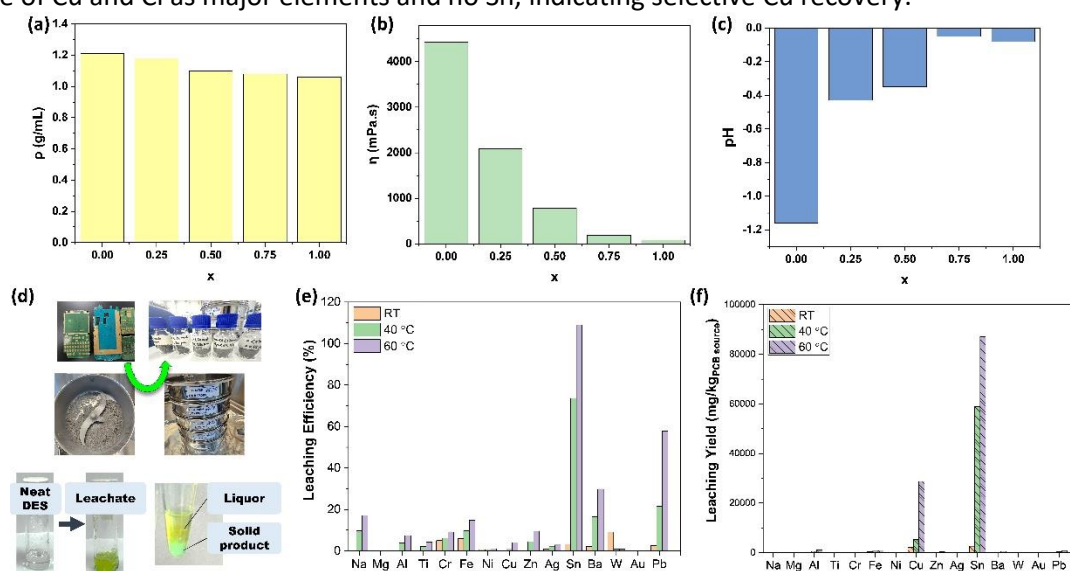 e of Cu and Cl as major elements and no Sn, indicating selective Cu recovery.
(a)
1.4
1.2
1.0
0.8
0.6
0.4
0.2
0.0
ρ (g/mL)
0.00 0.25 0.50 0.75 1.00
x
(b)
4000
3000
2000
1000
0
η (mPa.s)
0.00 0.25 0.50 0.75 1.00
x
(c)
0.0
-0.2
-0.4
-0.6
-0.8
-1.0
-1.2
pH
0.00 0.25 0.50 0.75 1.00
x
(d)
Neat
DES
Leachate
Liquor
Solid
product
(e)
120
100
80
60
40
20
0
Leaching Efficiency (%)
RT
40 °C
60 °C
Na Mg Al Ti Cr Fe Ni Cu Zn Ag Sn Ba W Au Pb
(f)
100000
80000
60000
40000
20000
0
Leaching Yield (mg/kgPCB source)
RT
40 °C
60 °C
Na Mg Al Ti Cr Fe Ni Cu Zn Ag Sn Ba W Au Pb